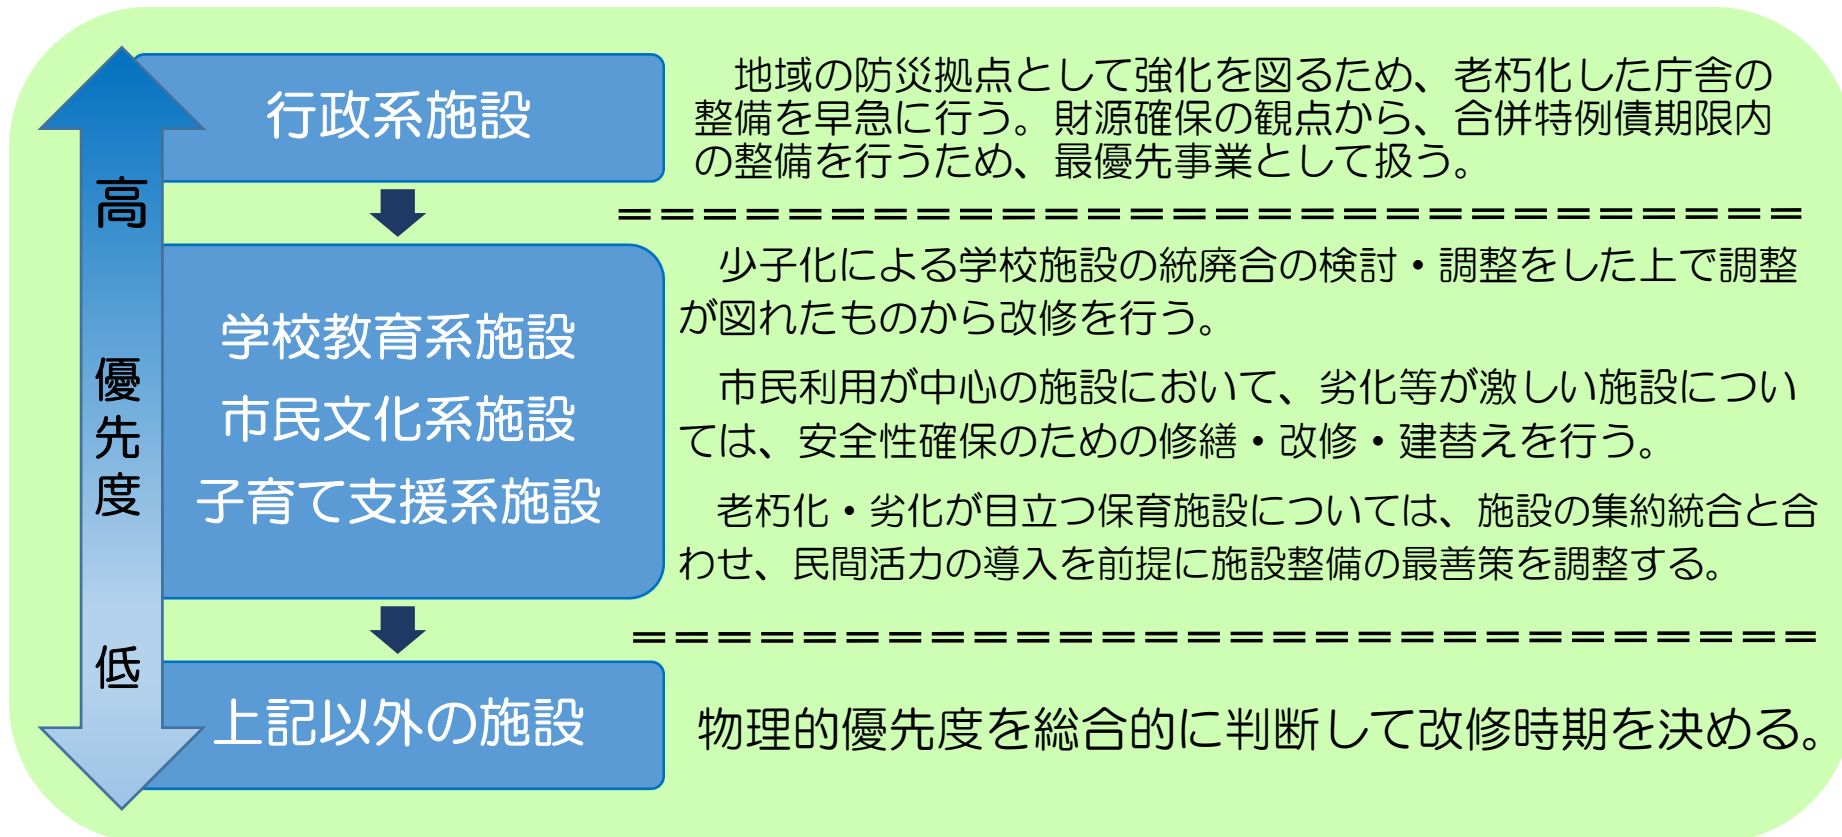 高
優先度
低
行政系施設
地域の防災拠点として強化を図るため、老朽化した庁舎の
整備を早急に行う。財源確保の観点から、合併特例債期限内
の整備を行うため、最優先事業として扱う。
============================
学校教育系施設
市民文化系施設
子育て支援系施設
少子化による学校施設の統廃合の検討・調整をした上で調整
が図れたものから改修を行う。
市民利用が中心の施設において、劣化等が激しい施設につい
ては、安全性確保のための修繕・改修・建替えを行う。
老朽化・劣化が目立つ保育施設については、施設の集約統合と合
わせ、民間活力の導入を前提に施設整備の最善策を調整する。
============================
上記以外の施設
物理的優先度を総合的に判断して改修時期を決める。